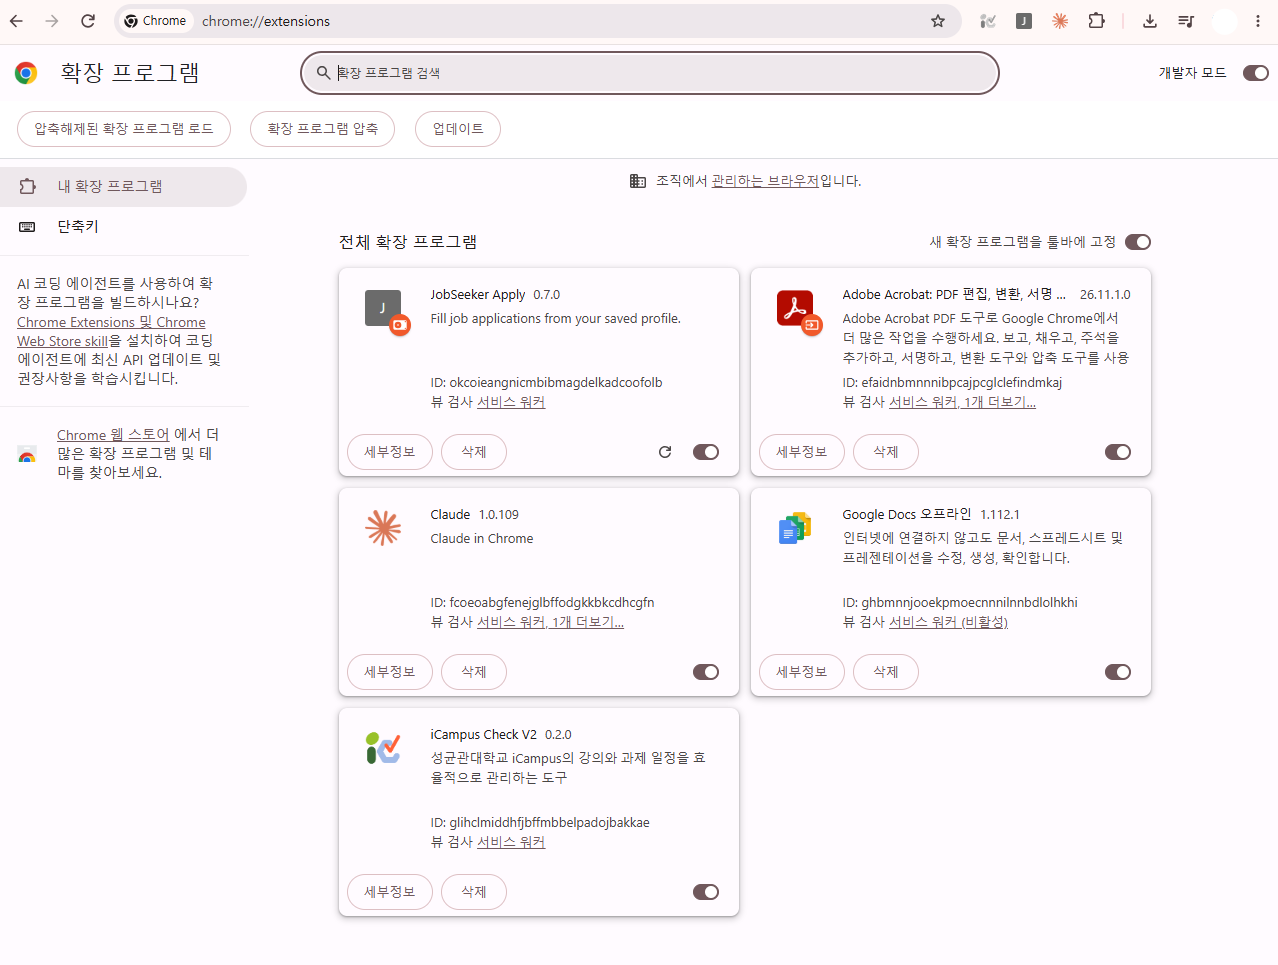 Chrome
chrome://extensions
J
확장 프로그램
확장 프로그램 검색
개발자 모드
압축해제된 확장 프로그램 로드
확장 프로그램 압축
업데이트
내 확장 프로그램
단축키
AI 코딩 에이전트를 사용하여 확
장 프로그램을 빌드하시나요?
Chrome Extensions 및 Chrome
Web Store skill을 설치하여 코딩
에이전트에 최신 API 업데이트 및
권장사항을 학습시킵니다.
Chrome 웹 스토어 에서 더
많은 확장 프로그램 및 테
마를 찾아보세요.
조직에서 관리하는 브라우저입니다.
전체 확장 프로그램
새 확장 프로그램을 툴바에 고정
J
JobSeeker Apply 0.7.0
Fill job applications from your saved profile.
ID: okcoieangnicmbibmagdelkadcoofolb
뷰 검사 서비스 워커
세부정보
삭제
Adobe Acrobat: PDF 편집, 변환, 서명 ... 26.11.1.0
Adobe Acrobat PDF 도구로 Google Chrome에서
더 많은 작업을 수행하세요. 보고, 채우고, 주석을
추가하고, 서명하고, 변환 도구와 압축 도구를 사용
ID: efaidnbmnnnibpcajpcglclefindmkaj
뷰 검사 서비스 워커, 1개 더보기...
세부정보
삭제
Claude 1.0.109
Claude in Chrome
ID: fcoeoabgfenejglbffodgkkbkcdhcgfn
뷰 검사 서비스 워커, 1개 더보기...
세부정보
삭제
Google Docs 오프라인 1.112.1
인터넷에 연결하지 않고도 문서, 스프레드시트 및
프레젠테이션을 수정, 생성, 확인합니다.
ID: ghbmnnjooekpmoecnnnilnnbdlolhkhi
뷰 검사 서비스 워커 (비활성)
세부정보
삭제
iCampus Check V2 0.2.0
성균관대학교 iCampus의 강의와 과제 일정을 효
율적으로 관리하는 도구
ID: glihclmiddhfjbffmbbelpadojbakkae
뷰 검사 서비스 워커
세부정보
삭제